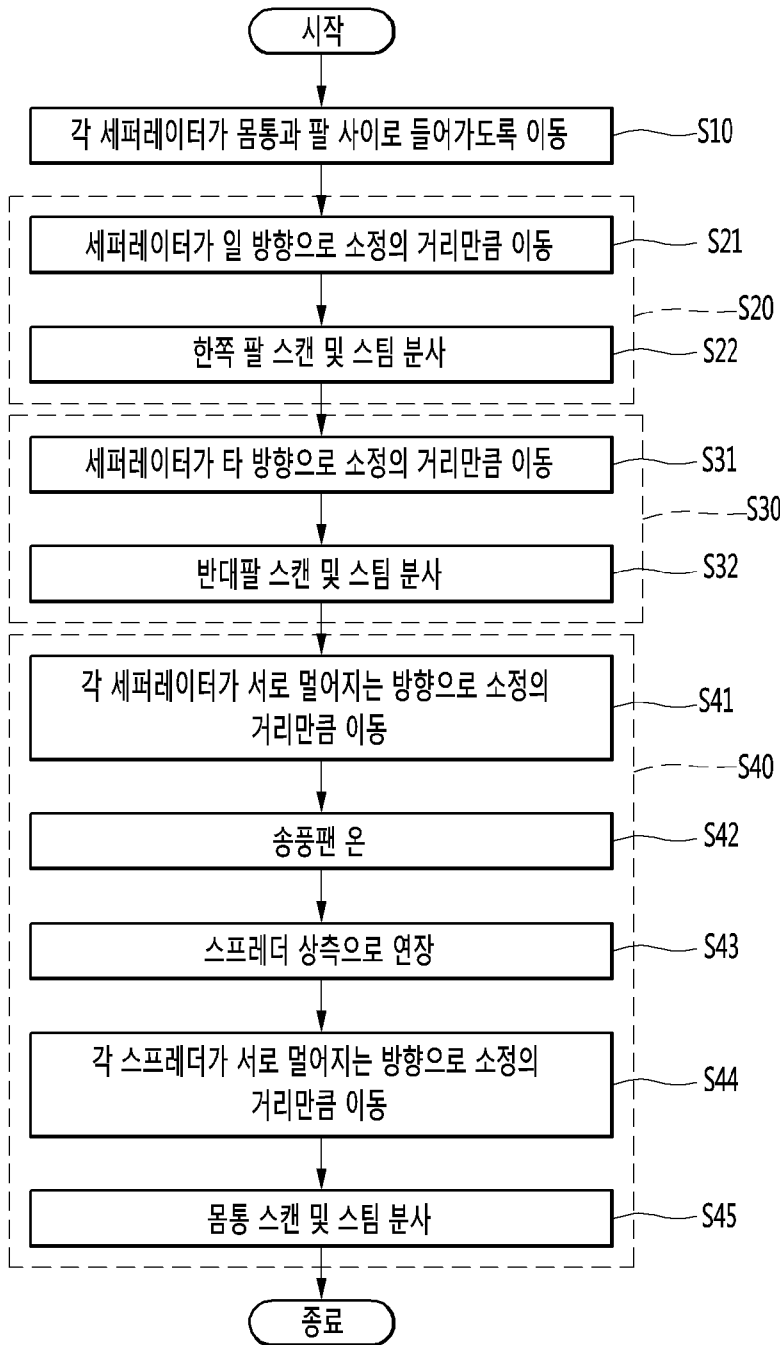 시작
각 세퍼레이터가 몸통과 팔 사이로 들어가도록 이동
S10
세퍼레이터가 일 방향으로 소정의 거리만큼 이동
S21
S20
한쪽 팔 스캔 및 스팀 분사
S22
세퍼레이터가 타 방향으로 소정의 거리만큼 이동
S31
S30
반대팔 스캔 및 스팀 분사
S32
각 세퍼레이터가 서로 멀어지는 방향으로 소정의
거리만큼 이동
S41
S40
송풍팬 온
S42
스프레더 상측으로 연장
S43
각 스프레더가 서로 멀어지는 방향으로 소정의
거리만큼 이동
S44
몸통 스캔 및 스팀 분사
S45
종료